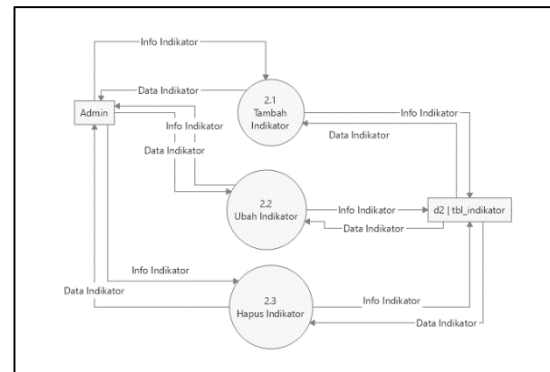 Info Indikator
Data Indikator
2.1
Tambah
Indikator
Admin
Info Indikator
Data Indikator
Info Indikator
Data Indikator
2.2
Ubah Indikator
Info Indikator
Data Indikator
d2 | tbl_indikator
Info Indikator
Data Indikator
2.3
Hapus Indikator
Info Indikator
Data Indikator